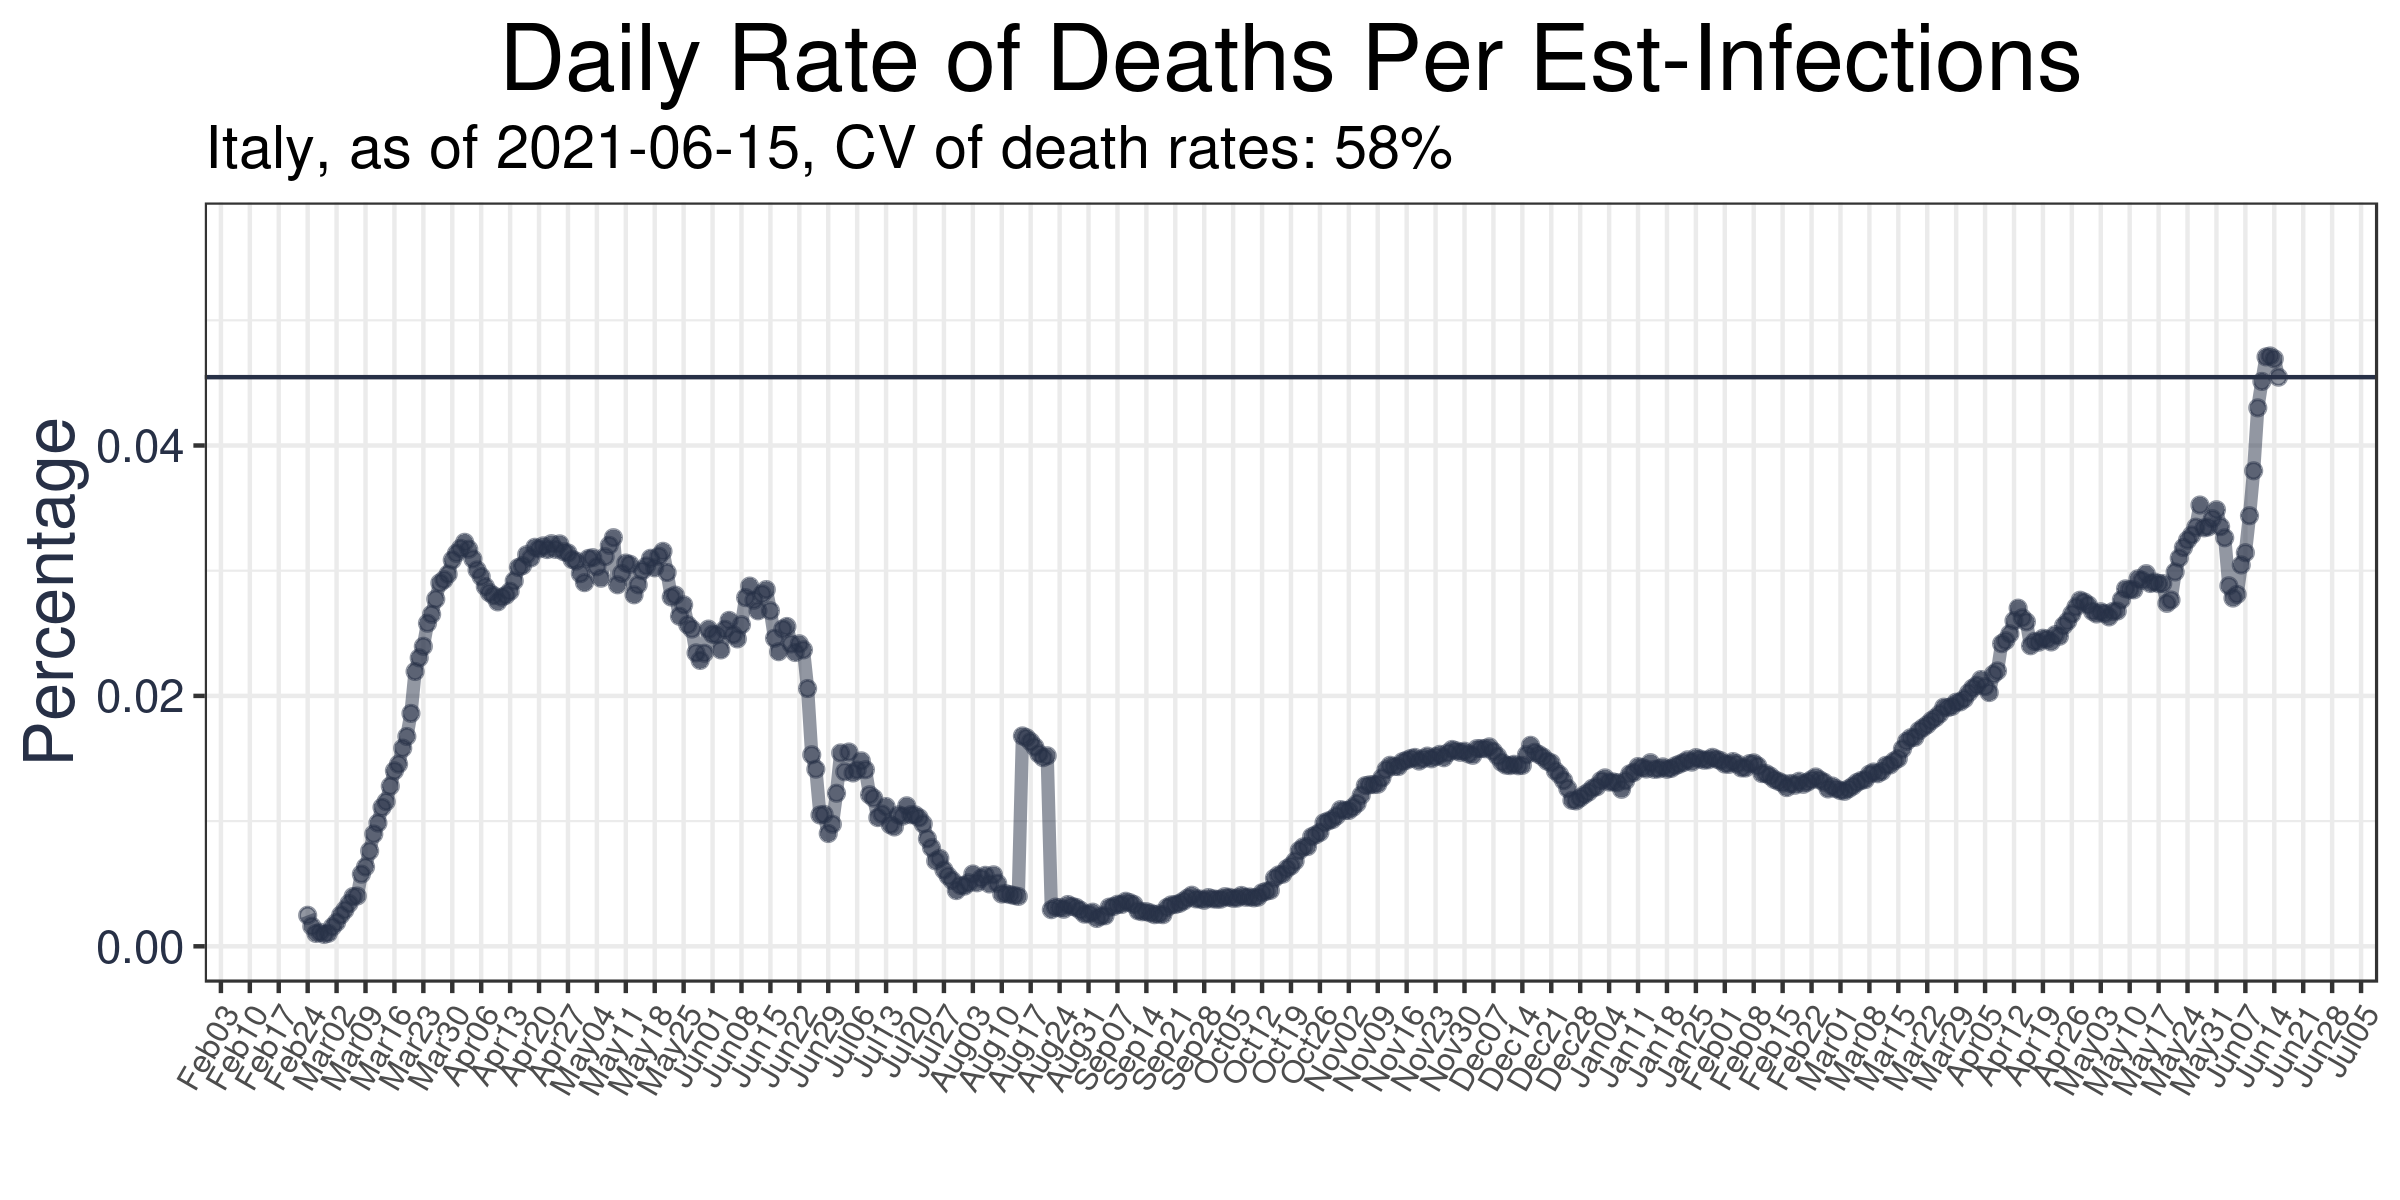 Daily Rate of Deaths Per Est-Infections
Italy, as of 2021-06-15, CV of death rates: 58%
Percentage
0.04
0.02
0.00
Feb03 Feb10 Feb17 Feb24 Mar02 Mar09 Mar16 Mar23 Mar30 Apr06 Apr13 Apr20 Apr27 May04 May11 May18 May25 Jun01 Jun08 Jun15 Jun22 Jun29 Jul06 Jul13 Jul20 Jul27 Aug03 Aug10 Aug17 Aug24 Aug31 Sep07 Sep14 Sep21 Sep28 Oct05 Oct12 Oct19 Oct26 Nov02 Nov09 Nov16 Nov23 Nov30 Dec07 Dec14 Dec21 Dec28 Jan04 Jan11 Jan18 Jan25 Feb01 Feb08 Feb15 Feb22 Mar01 Mar08 Mar15 Mar22 Mar29 Apr05 Apr12 Apr19 Apr26 May03 May10 May17 May24 May31 Jun07 Jun14 Jun21 Jun28 Jul05